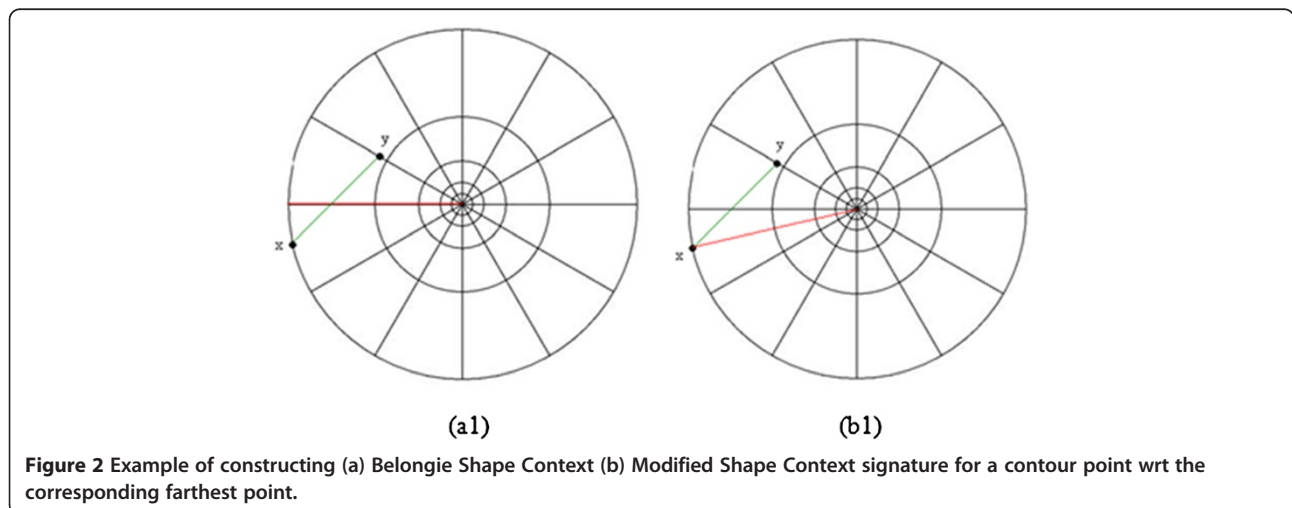 y
x
y
x
(a1)
(b1)
Figure 2 Example of constructing (a) Belongie Shape Context (b) Modified Shape Context signature for a contour point wrt the
corresponding farthest point.